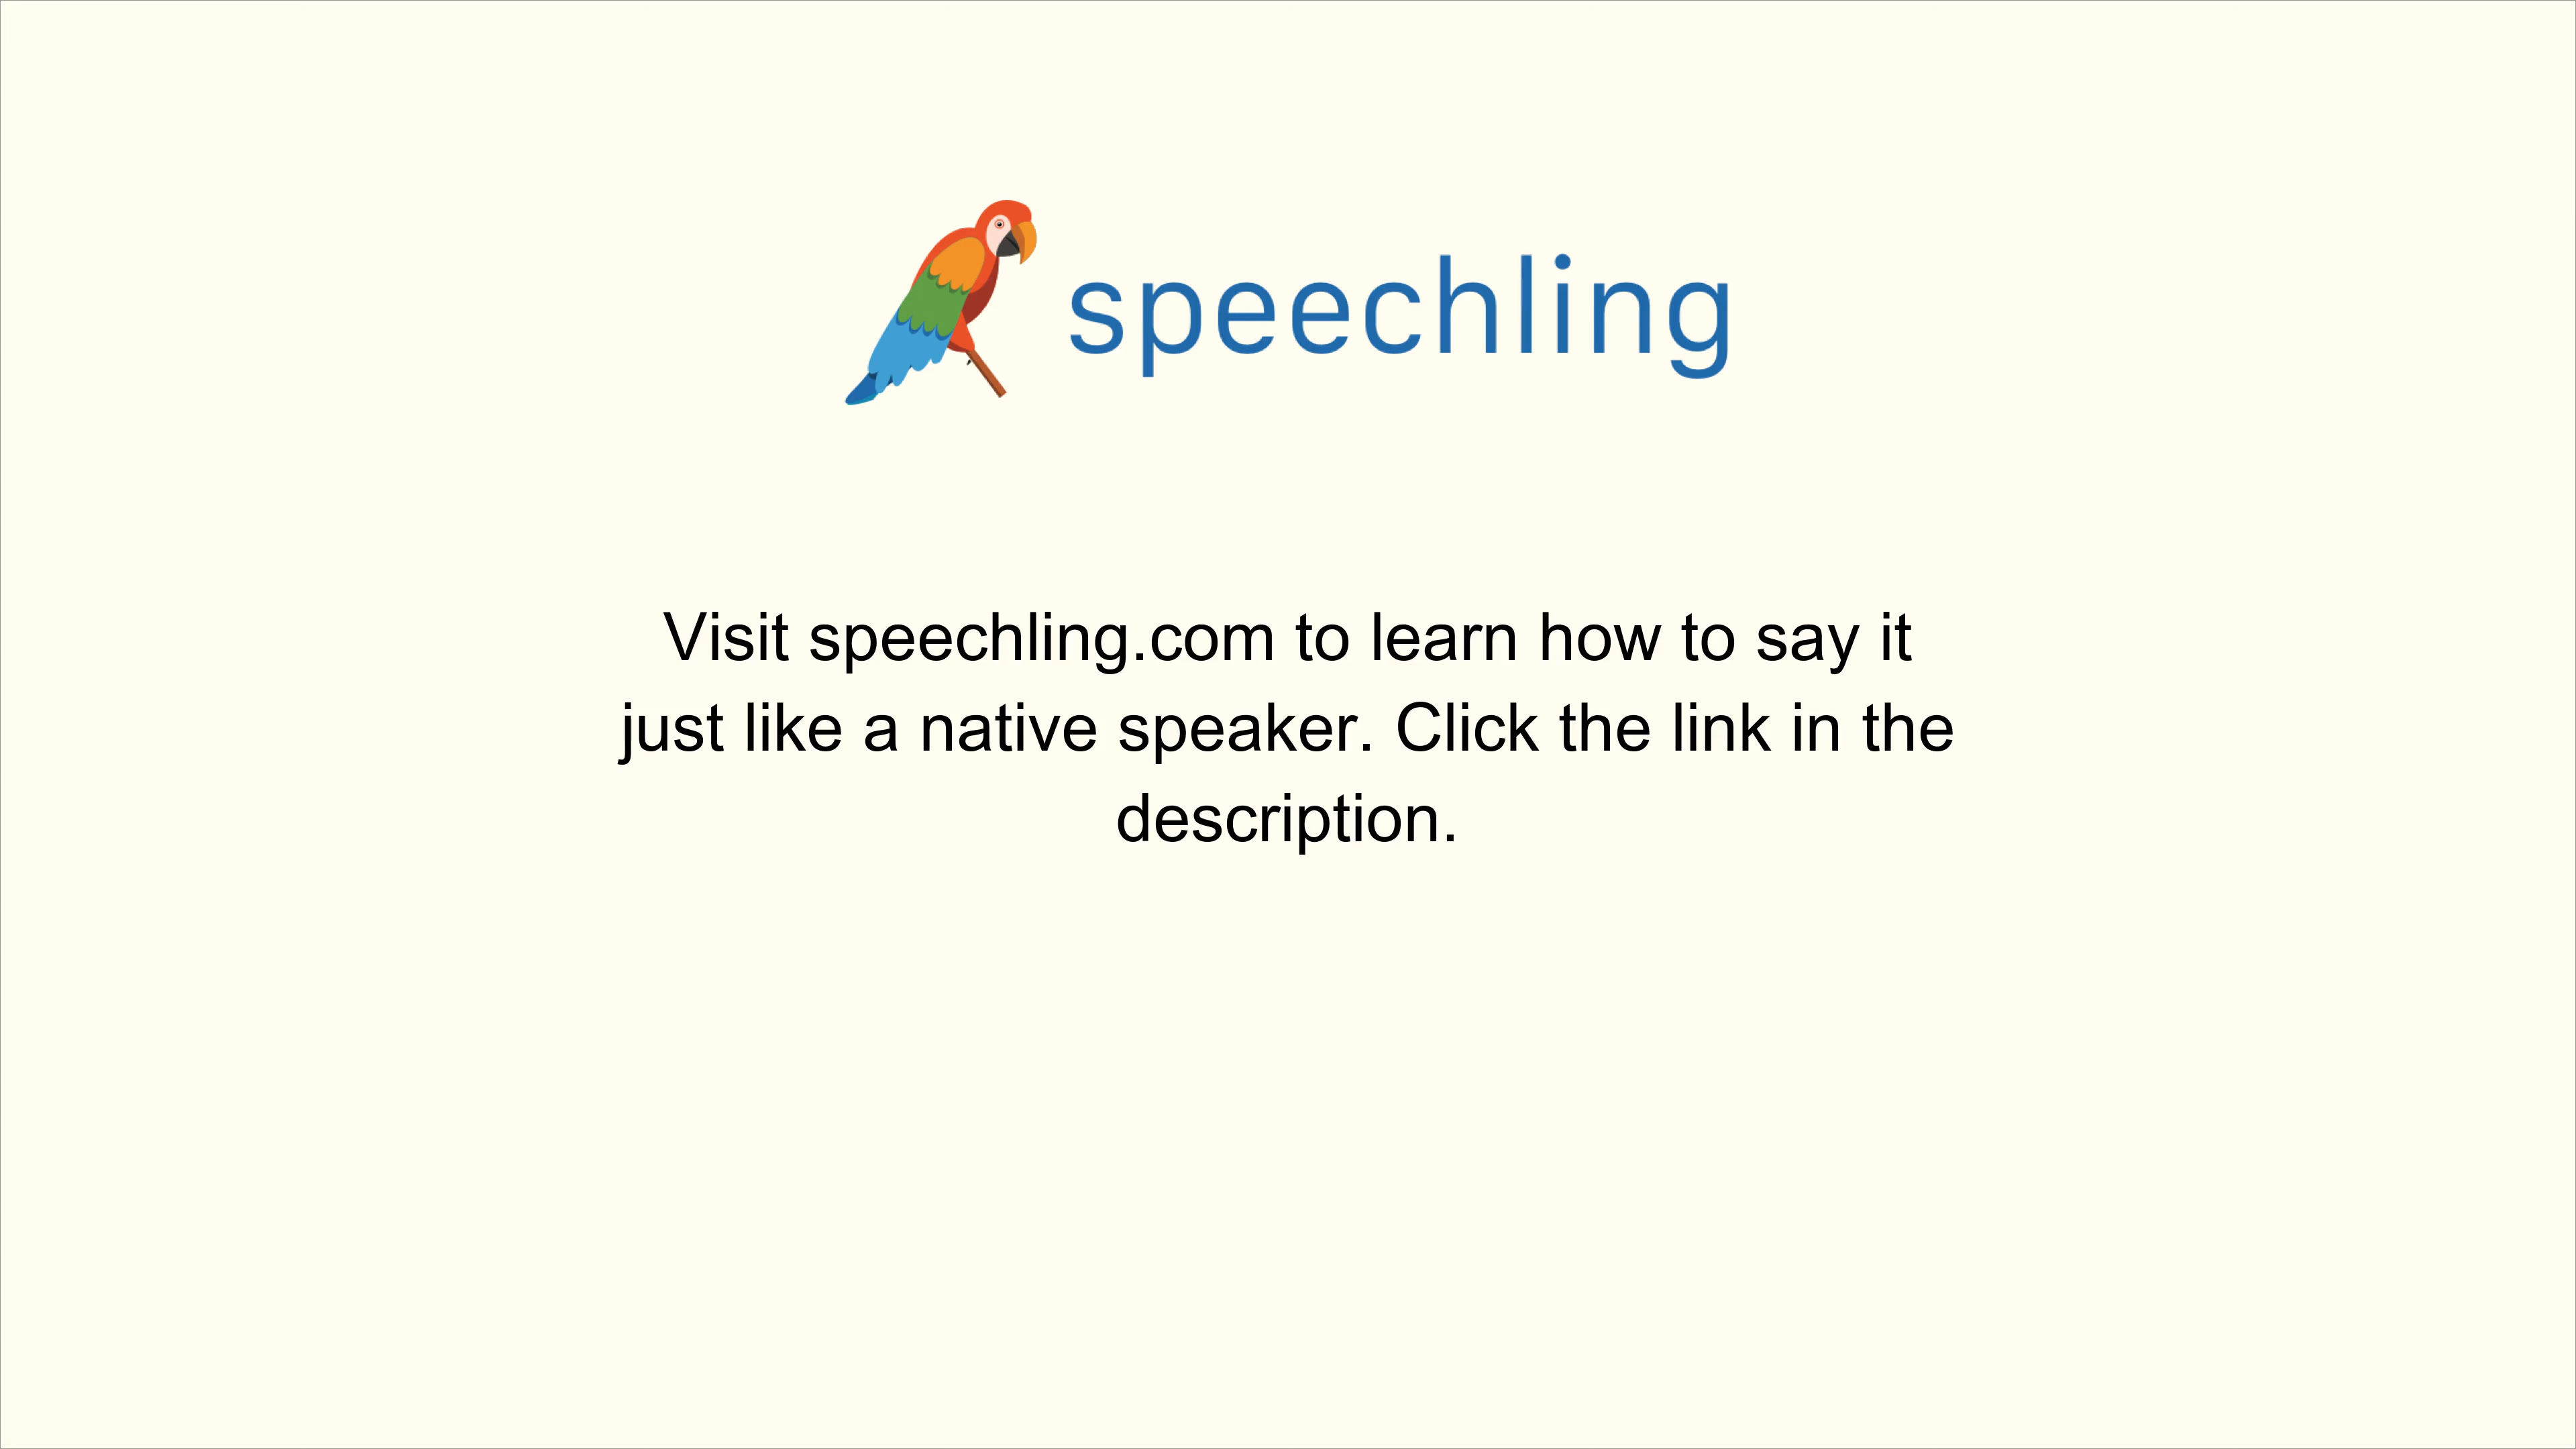 speechling
Visit speechling.com to learn how to say it
just like a native speaker. Click the link in the
description.